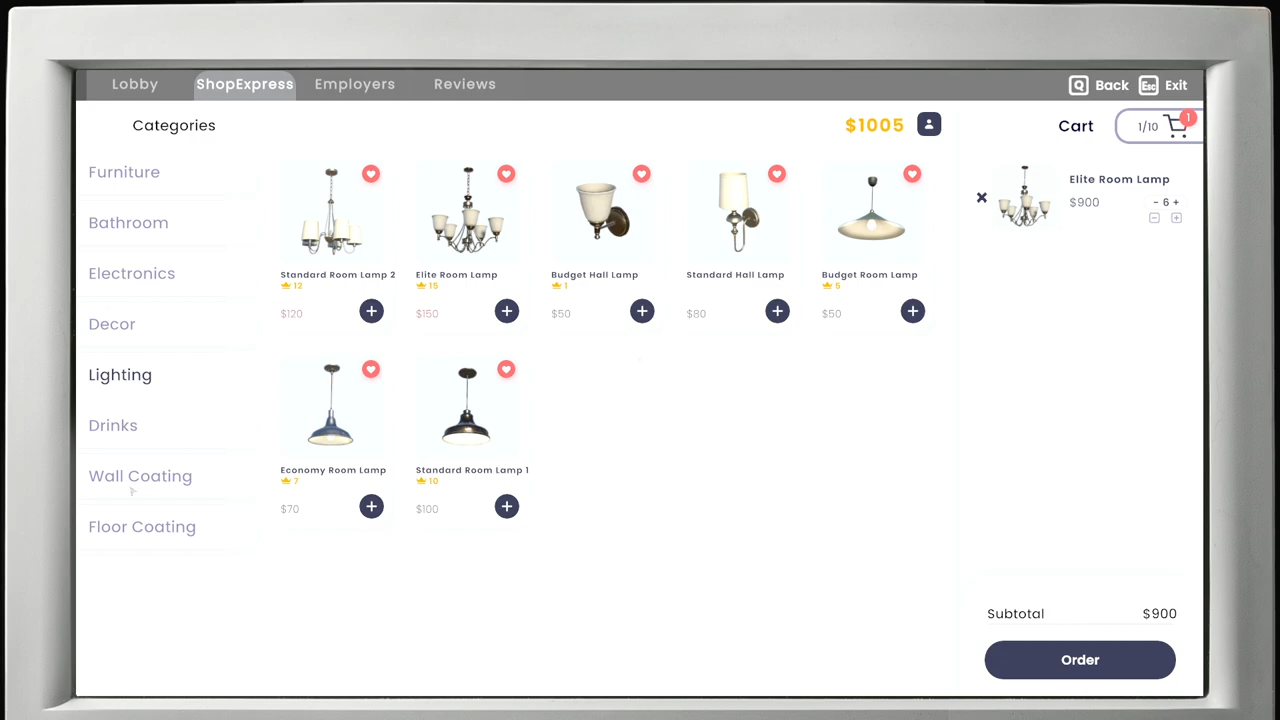 Lobby
ShopExpress
Employers
Reviews
Q Back
Esc Exit
Categories
$1005
Cart
1/10
1
Furniture
Bathroom
Electronics
Decor
Lighting
Drinks
Wall Coating
Floor Coating
Standard Room Lamp 2
12
$120
Elite Room Lamp
15
$150
Budget Hall Lamp
1
$50
Standard Hall Lamp
$80
Budget Room Lamp
5
$50
Economy Room Lamp
7
$70
Standard Room Lamp 1
10
$100
Elite Room Lamp
$900
- 6 +
Subtotal
$900
Order